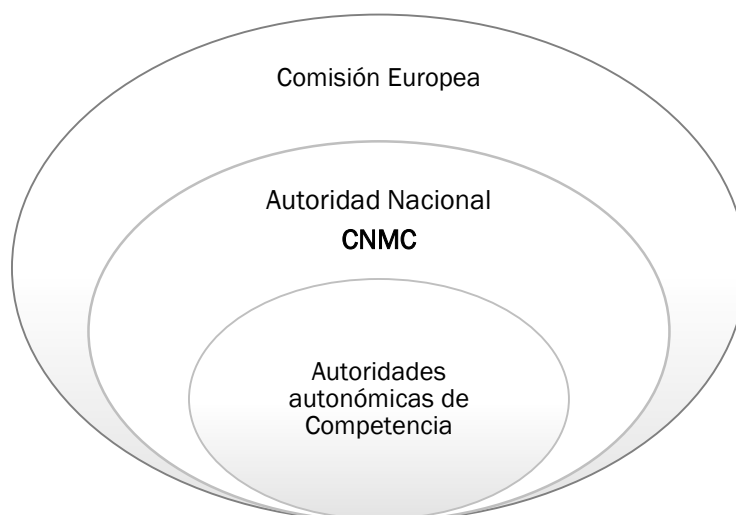 Comisión Europea
Autoridad Nacional
CNMC
Autoridades
autonómicas de
Competencia